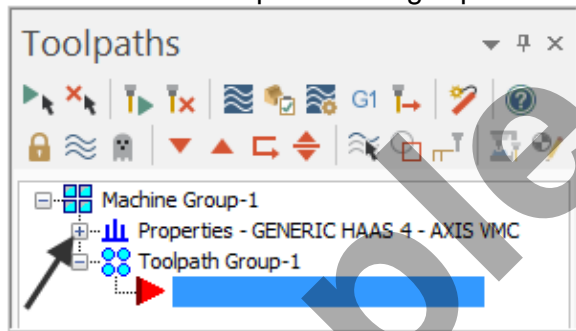 Toolpaths
G1
Machine Group-1
Properties - GENERIC HAAS 4 - AXIS VMC
Toolpath Group-1